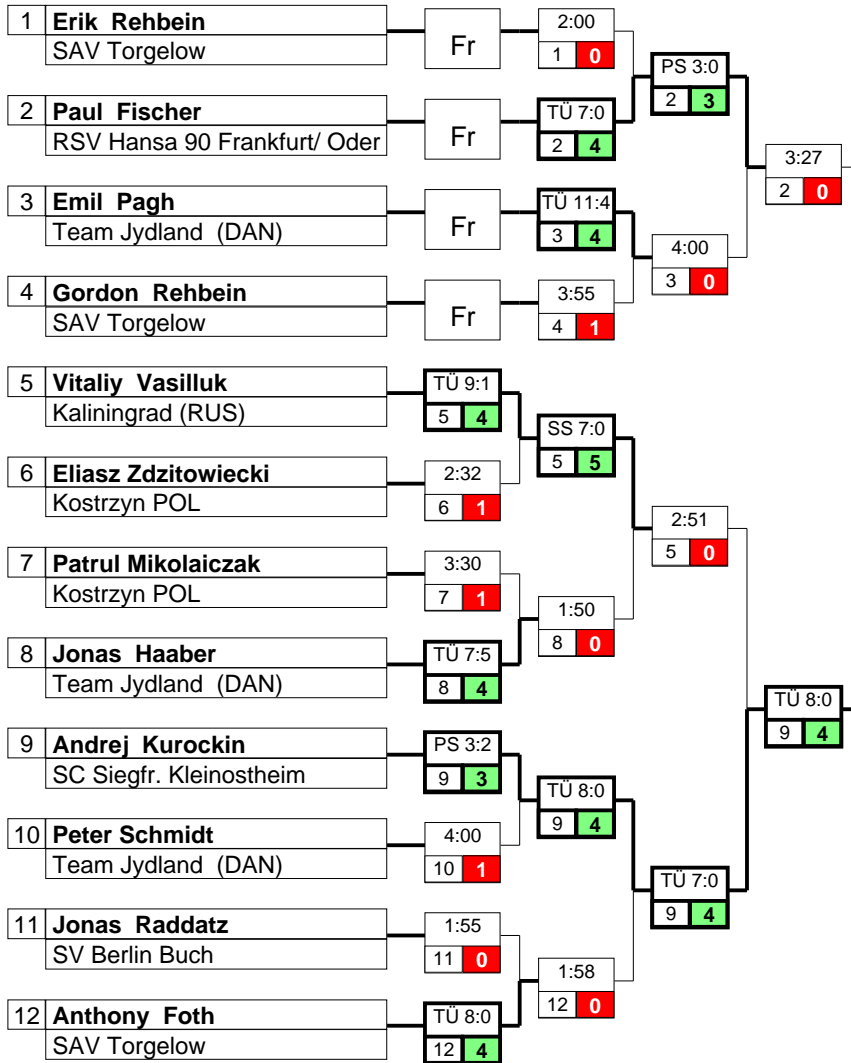 1 Erik Rehbein
SAV Torgelow
Fr
2:00
1 0
PS 3:0
2 3
2 Paul Fischer
RSV Hansa 90 Frankfurt/ Oder
Fr
TÜ 7:0
2 4
3:27
2 0
3 Emil Pagh
Team Jydland (DAN)
Fr
TÜ 11:4
3 4
4:00
3 0
4 Gordon Rehbein
SAV Torgelow
Fr
3:55
4 1
5 Vitaliy Vasilluk
Kaliningrad (RUS)
TÜ 9:1
5 4
SS 7:0
5 5
6 Eliasz Zdzitowiecki
Kostrzyn POL
2:32
6 1
2:51
5 0
7 Patrul Mikolaiczak
Kostrzyn POL
3:30
7 1
1:50
8 0
8 Jonas Haaber
Team Jydland (DAN)
TÜ 7:5
8 4
TÜ 8:0
9 4
9 Andrej Kurockin
SC Siegfr. Kleinostheim
PS 3:2
9 3
TÜ 8:0
9 4
10 Peter Schmidt
Team Jydland (DAN)
4:00
10 1
TÜ 7:0
9 4
11 Jonas Raddatz
SV Berlin Buch
1:55
11 0
1:58
12 0
12 Anthony Foth
SAV Torgelow
TÜ 8:0
12 4